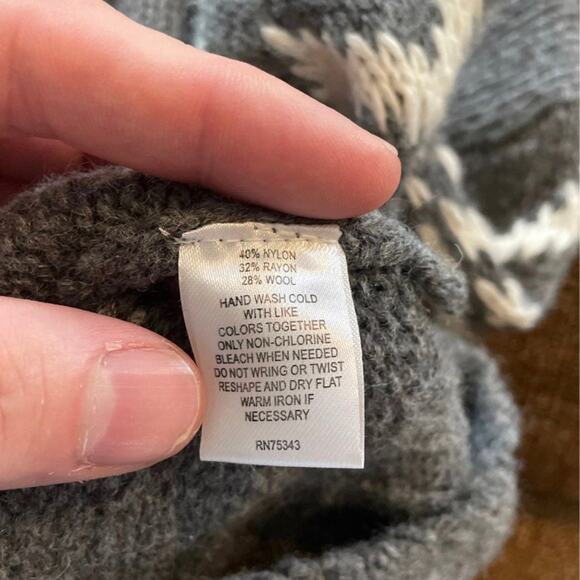 40% NYLON
32% RAYON
28% WOOL
HAND WASH COLD
WITH LIKE
COLORS TOGETHER
ONLY NON-CHLORINE
BLEACH WHEN NEEDED
DO NOT WRING OR TWIST
RESHAPE AND DRY FLAT
WARM IRON IF
NECESSARY
RN75343